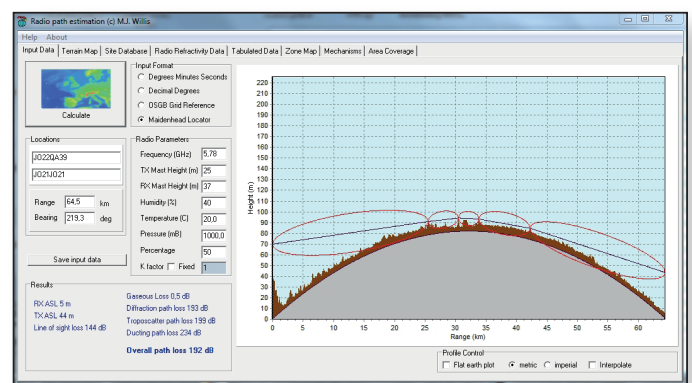 Radio path estimation (c) M.J. Willis
Help About
Input Data Terrain Map Site Database Radio Refractivity Data Tabulated Data Zone Map Mechanisms Area Coverage
Calculate
Input Format
Degrees Minutes Seconds
Decimal Degrees
OSGB Grid Reference
Maidenhead Locator
Locations
JO22QA39
JO21JO21
Range 64,5 km
Bearing 219,3 deg
Save input data
Radio Parameters
Frequency (GHz) 5,78
TX Mast Height (m) 25
RX Mast Height (m) 37
Humidity (%) 40
Temperature (C) 20,0
Pressure (mB) 1000,0
Percentage 50
K factor Fixed 1
Results
RX ASL 5 m
TX ASL 44 m
Line of sight loss 144 dB
Gaseous Loss 0,5 dB
Diffraction path loss 193 dB
Troposcatter path loss 199 dB
Ducting path loss 234 dB
Overall path loss 192 dB
Height (m)
220
210
200
190
180
170
160
150
140
130
120
110
100
90
80
70
60
50
40
30
20
10
0
0 5 10 15 20 25 30 35 40 45 50 55 60
Range (km)
Profile Control
Flat earth plot metric imperial Interpolate